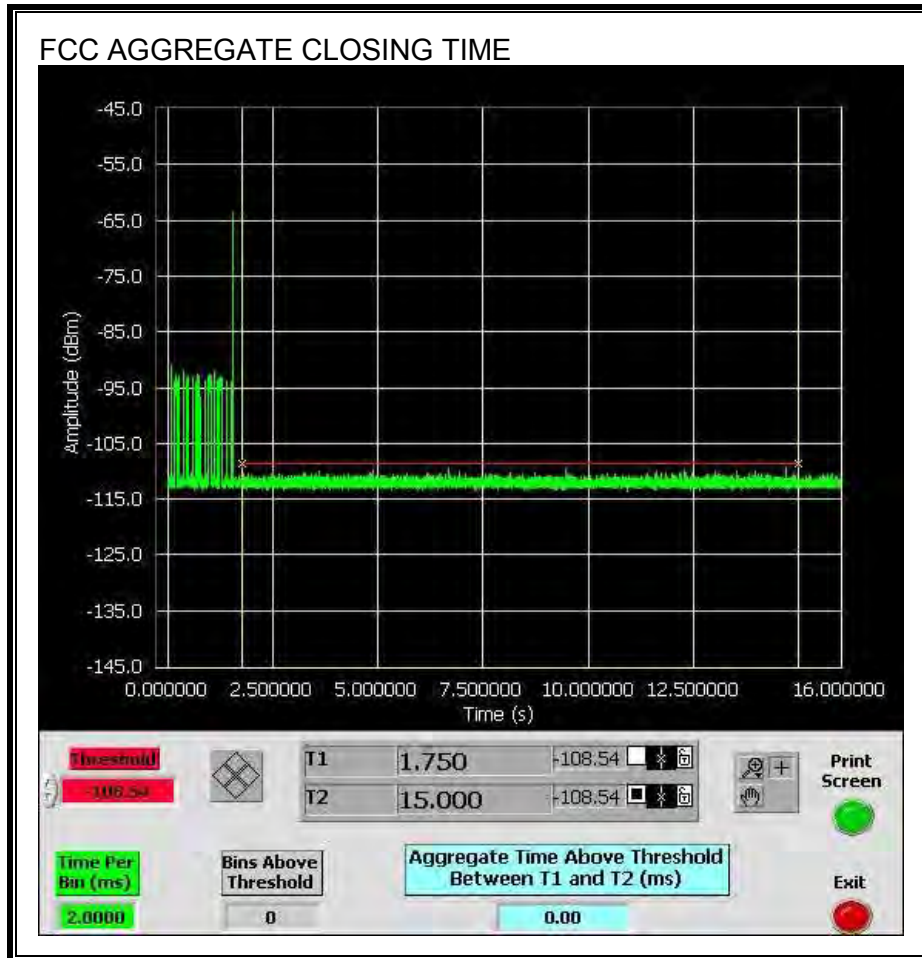 FCC AGGREGATE CLOSING TIME
-45.0
-55.0
-65.0
-75.0
-85.0
-95.0
-105.0
-115.0
-125.0
-135.0
-145.0
Amplitude (dBm)
0.000000 2.500000 5.000000 7.500000 10.000000 12.500000 16.000000
Time (s)
Threshold
-108.54
T1 1.750 -108.54
T2 15.000 -108.54
Print
Screen
Time Per
Bin (ms)
2.0000
Bins Above
Threshold
0
Aggregate Time Above Threshold
Between T1 and T2 (ms)
0.00
Exit